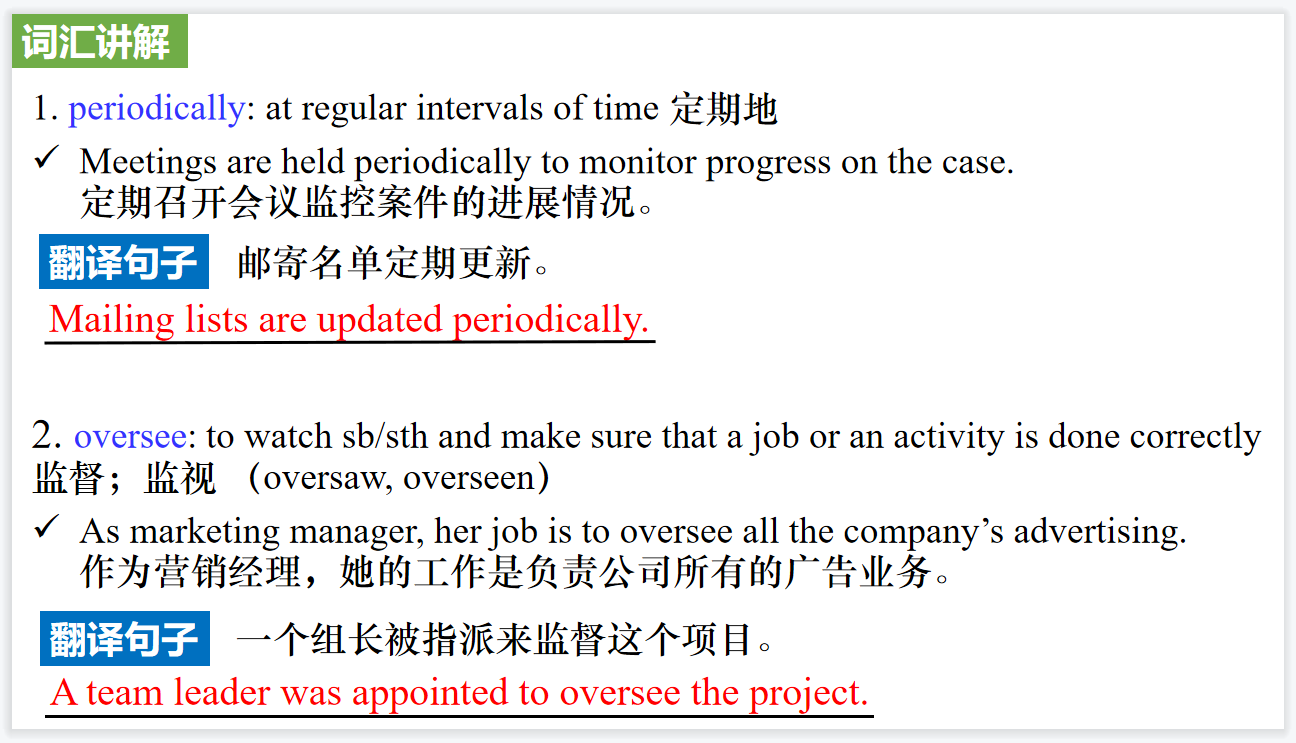 词汇讲解
1. periodically: at regular intervals of time 定期地
✓ Meetings are held periodically to monitor progress on the case.
定期召开会议监控案件的进展情况。
翻译句子 邮寄名单定期更新。
Mailing lists are updated periodically.
2. oversee: to watch sb/sth and make sure that a job or an activity is done correctly
监督；监视 （oversaw, overseen）
✓ As marketing manager, her job is to oversee all the company’s advertising.
作为营销经理，她的工作是负责公司所有的广告业务。
翻译句子 一个组长被指派来监督这个项目。
A team leader was appointed to oversee the project.